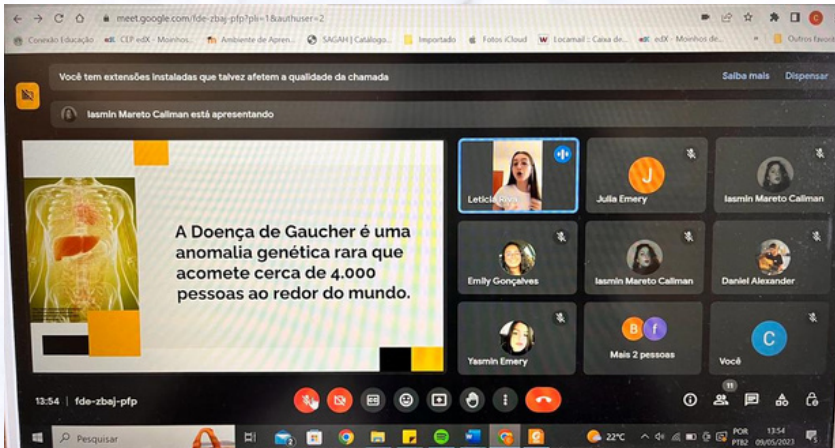 meet.google.com/fde-zbaj-pfp?pli=1&authuser=2
Conexão Educação
CLP edX - Moinhos...
Ambiente de Apren...
SAGAH | Catálogo...
Importado
Fotos iCloud
Locamail :: Caixa de...
edX - Moinhos de...
»
Outros favorit
Você tem extensões instaladas que talvez afetem a qualidade da chamada
Saiba mais
Dispensar
Iasmin Mareto Caliman está apresentando
A Doença de Gaucher é uma
anomalia genética rara que
acomete cerca de 4.000
pessoas ao redor do mundo.
Leticia Riva
J
Julia Emery
Iasmin Mareto Caliman
Emily Gonçalves
Iasmin Mareto Caliman
Daniel Alexander
Yasmin Emery
B f
Mais 2 pessoas
C
Você
13:54 | fde-zbaj-pfp
11
Pesquisar
22°C
POR
PTB2
13:54
09/05/2023